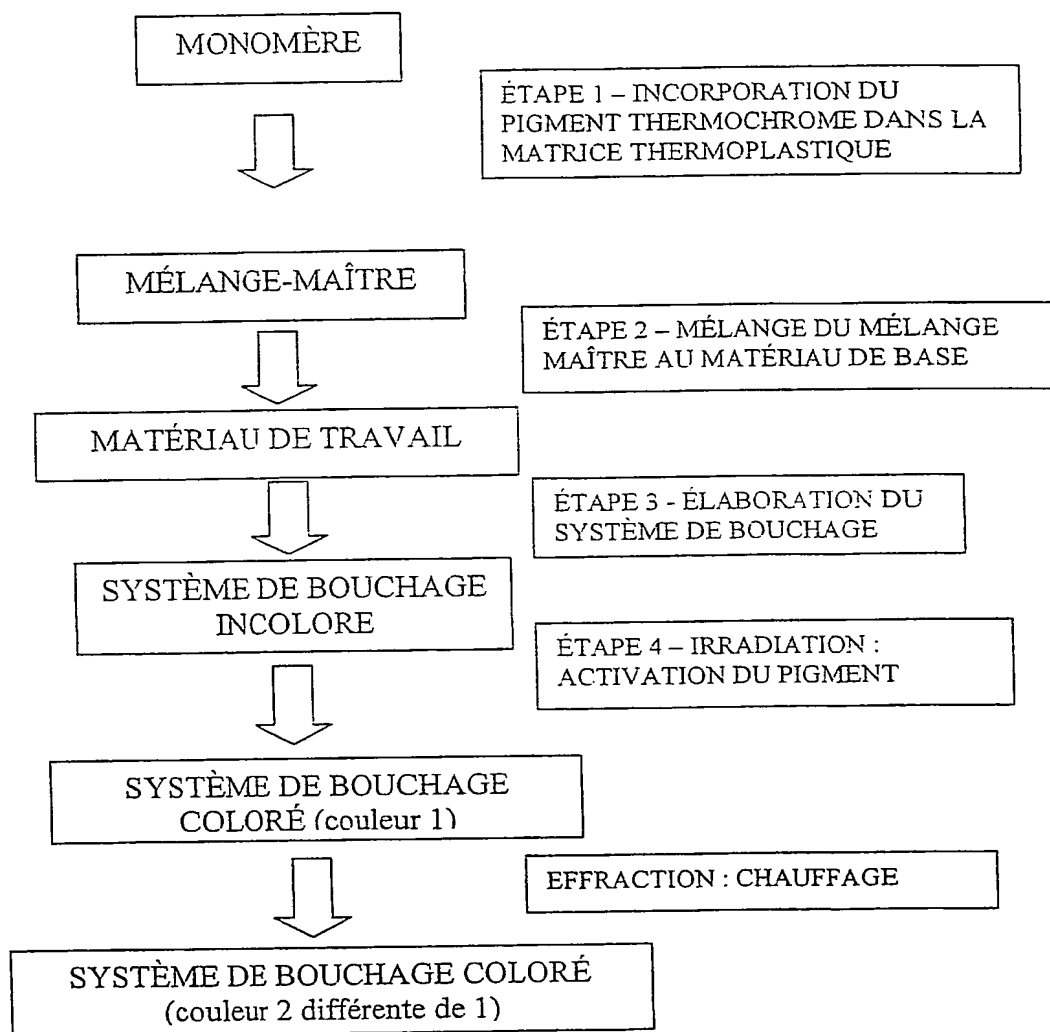 MONOMÈRE
ÉTAPE 1 – INCORPORATION DU
PIGMENT THERMOCHROME DANS LA
MATRICE THERMOPLASTIQUE
MÉLANGE-MAÎTRE
ÉTAPE 2 – MÉLANGE DU MÉLANGE
MAÎTRE AU MATÉRIAU DE BASE
MATÉRIAU DE TRAVAIL
ÉTAPE 3 - ÉLABORATION DU
SYSTÈME DE BOUCHAGE
SYSTÈME DE BOUCHAGE
INCOLORE
ÉTAPE 4 – IRRADIATION :
ACTIVATION DU PIGMENT
SYSTÈME DE BOUCHAGE
COLORÉ (couleur 1)
EFFRACTION : CHAUFFAGE
SYSTÈME DE BOUCHAGE COLORÉ
(couleur 2 différente de 1)